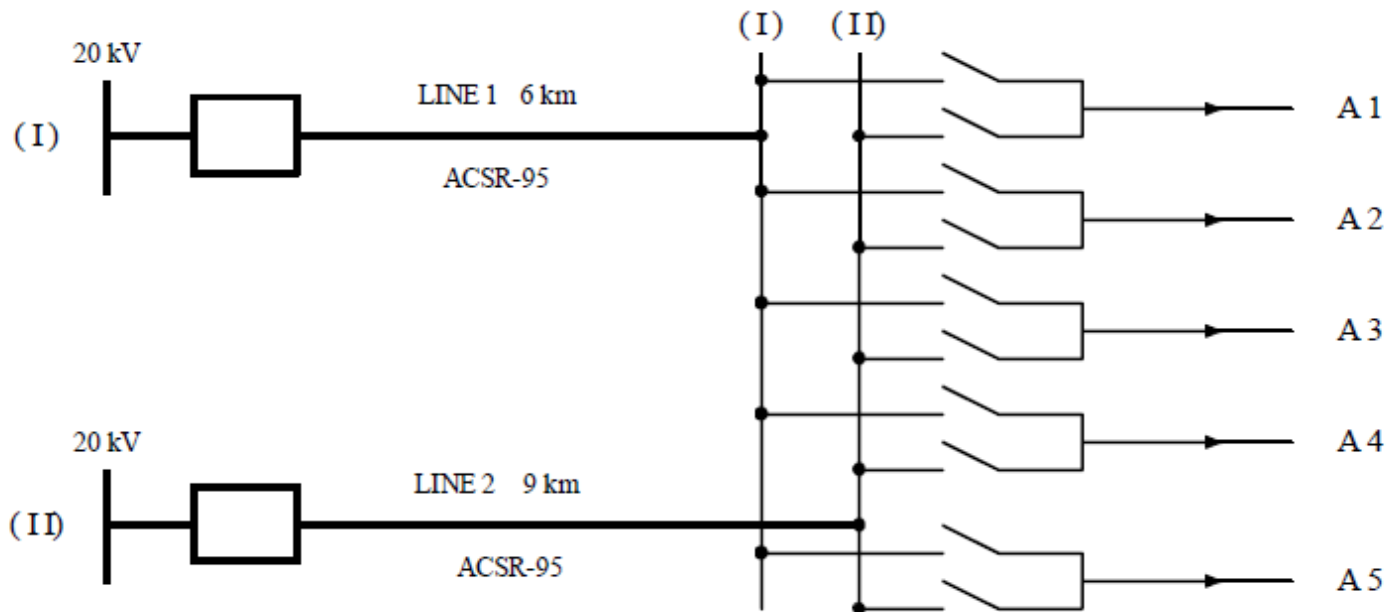 ( I ) ( II )
20 kV
LINE 1 6 km
( I )
A 1
ACSR-95
A 2
A 3
20 kV
A 4
LINE 2 9 km
( II )
ACSR-95
A 5